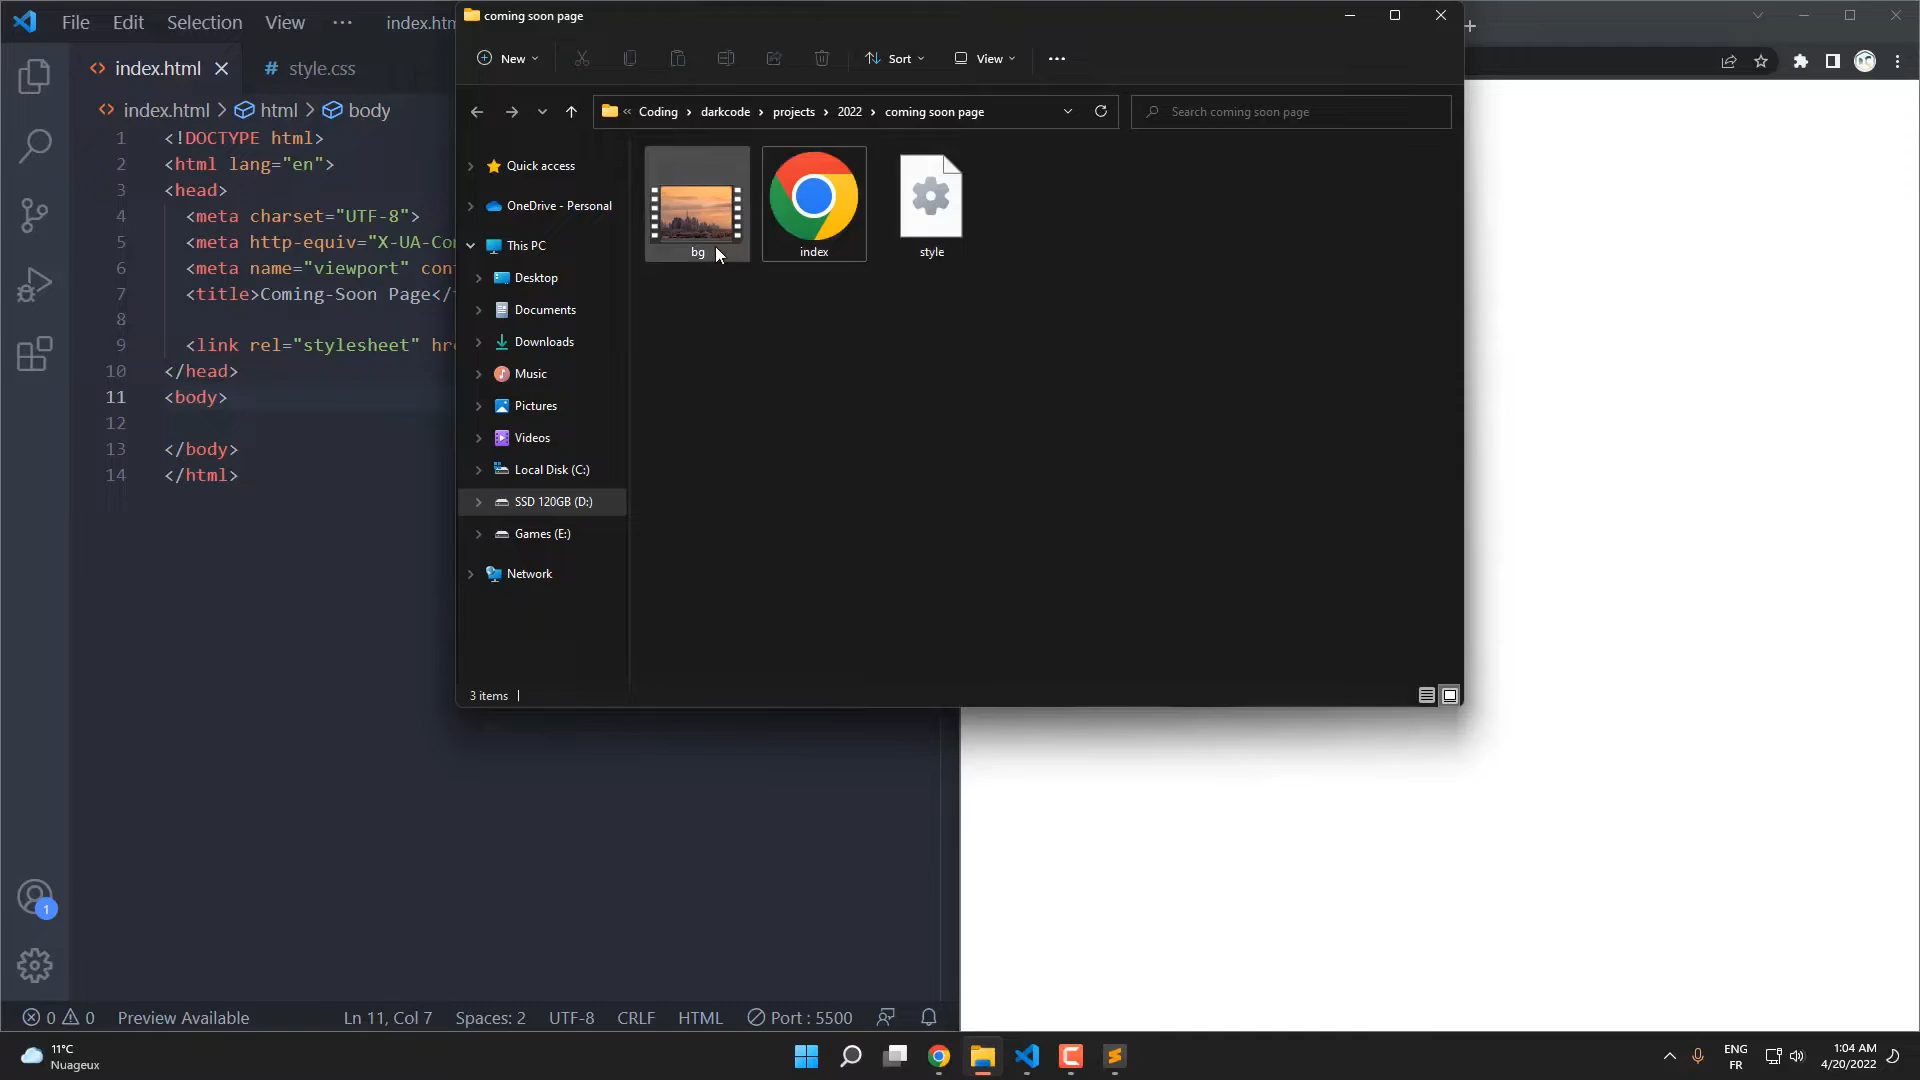 File Edit Selection View ··· index.htm
index.html
# style.css
index.html > html > body
1 <!DOCTYPE html>
2 <html lang="en">
3 <head>
4 <meta charset="UTF-8">
5 <meta http-equiv="X-UA-Co
6 <meta name="viewport" con
7 <title>Coming-Soon Page</
8
9 <link rel="stylesheet" hr
10 </head>
11 <body>
12
13 </body>
14 </html>
1
0 0 Preview Available Ln 11, Col 7 Spaces: 2 UTF-8 CRLF HTML Port : 5500
coming soon page
New Sort View ···
« Coding > darkcode > projects > 2022 > coming soon page
Search coming soon page
Quick access
OneDrive - Personal
This PC
Desktop
Documents
Downloads
Music
Pictures
Videos
Local Disk (C:)
SSD 120GB (D:)
Games (E:)
Network
bg
index
style
3 items
11°C
Nuageux
ENG
FR
1:04 AM
4/20/2022